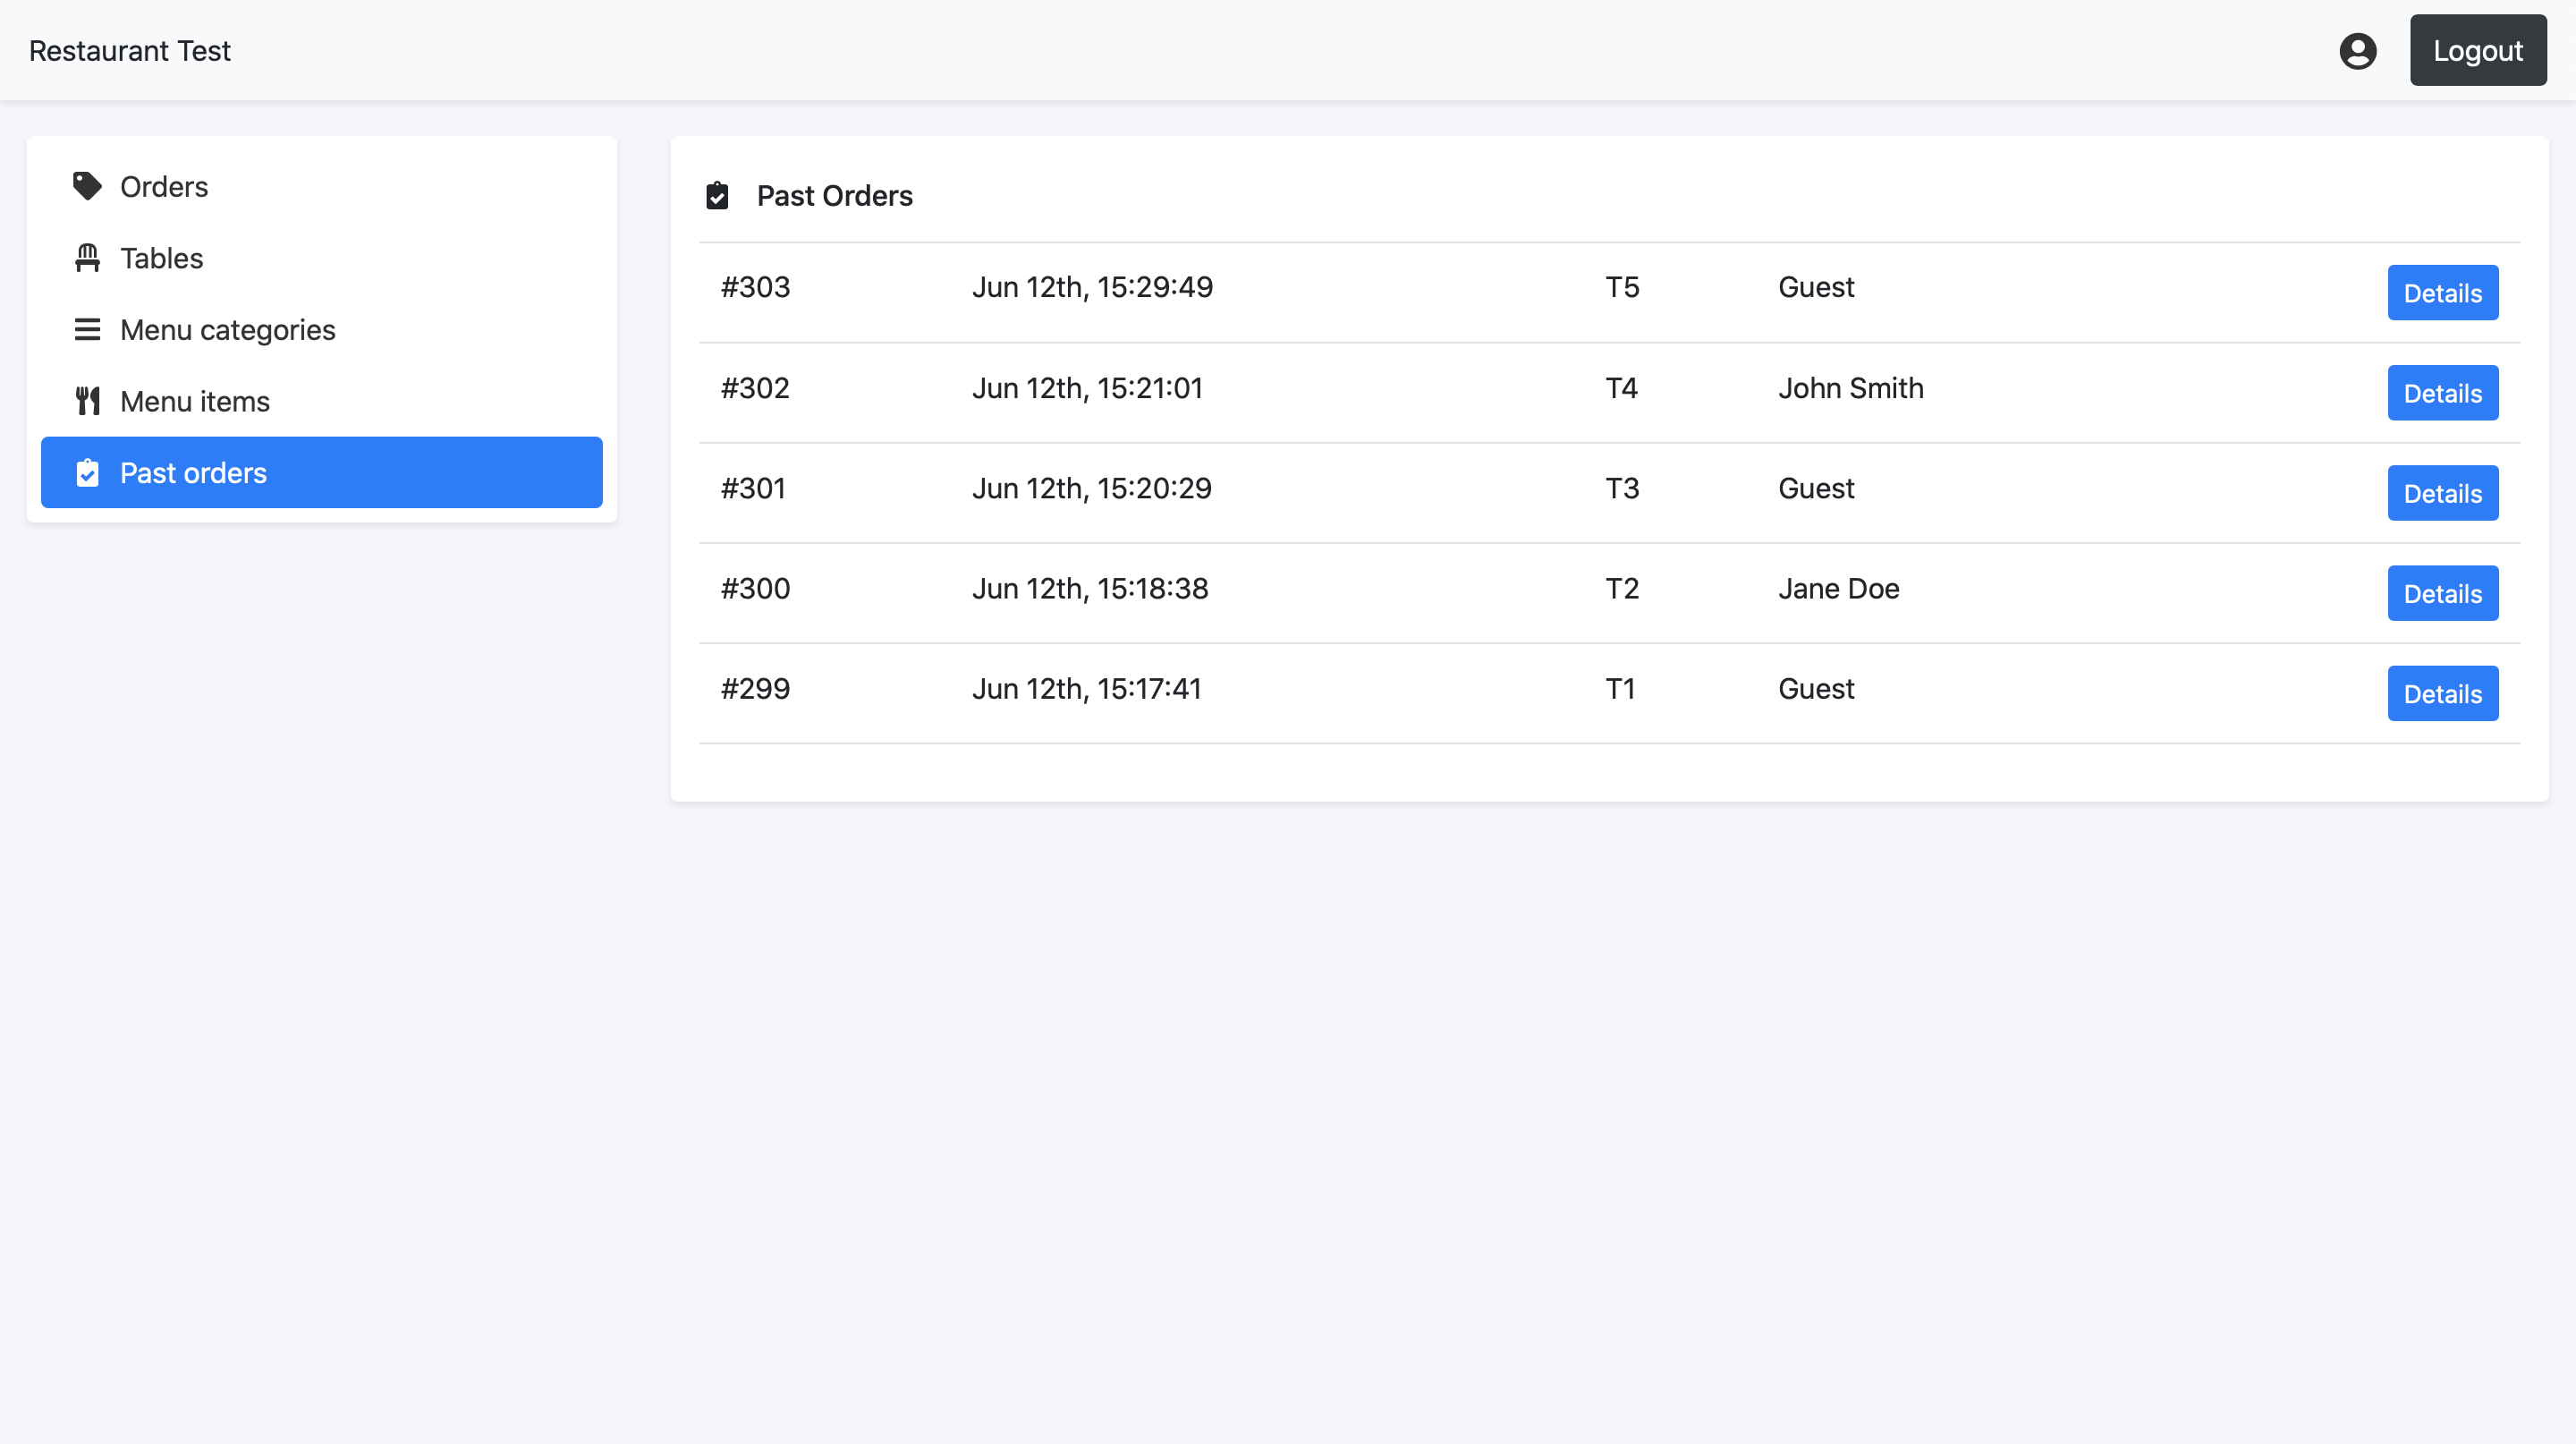 Restaurant Test
Logout
Orders
Tables
Menu categories
Menu items
Past orders
Past Orders
#303 Jun 12th, 15:29:49 T5 Guest Details
#302 Jun 12th, 15:21:01 T4 John Smith Details
#301 Jun 12th, 15:20:29 T3 Guest Details
#300 Jun 12th, 15:18:38 T2 Jane Doe Details
#299 Jun 12th, 15:17:41 T1 Guest Details